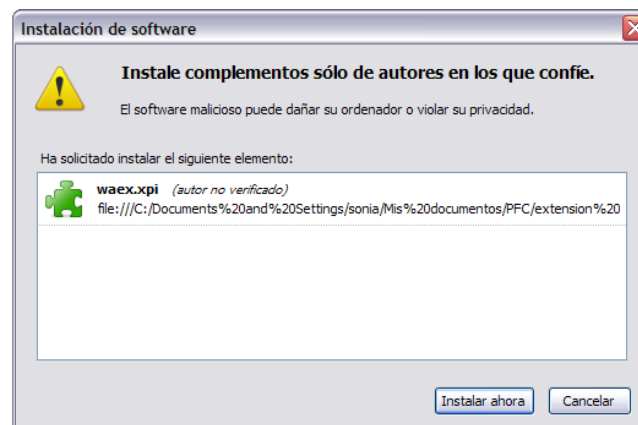 Instalación de software
Instale complementos sólo de autores en los que confíe.
El software malicioso puede dañar su ordenador o violar su privacidad.
Ha solicitado instalar el siguiente elemento:
waex.xpi (autor no verificado)
file:///C:/Documents%20and%20Settings/sonia/Mis%20documentos/PFC/extension%20
Instalar ahora Cancelar